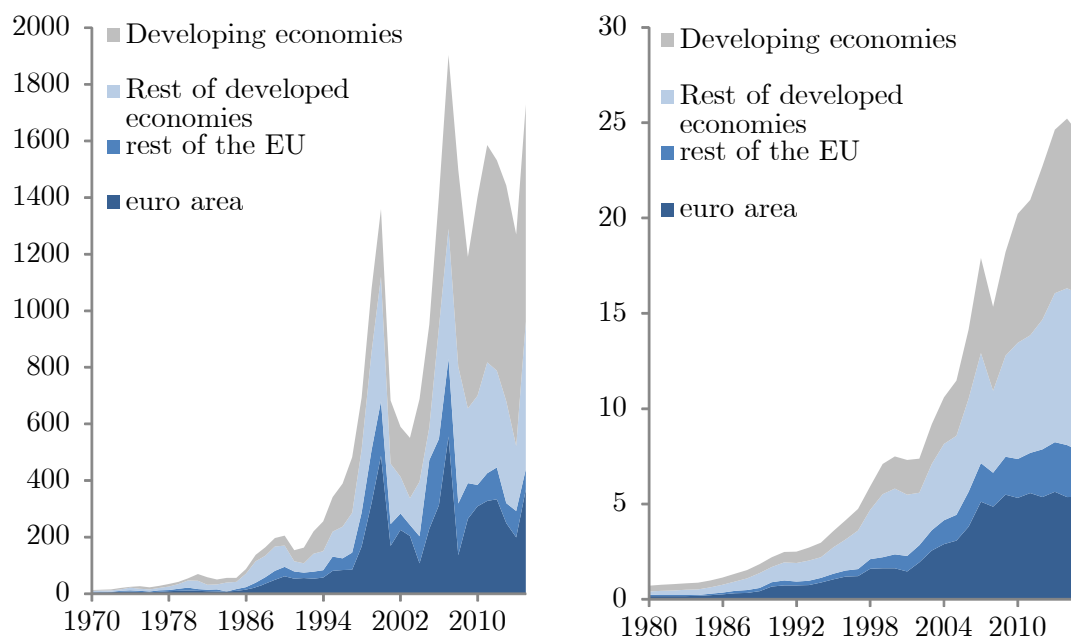 2000
1800
1600
1400
1200
1000
800
600
400
200
0
Developing economies
Rest of developed
economies
rest of the EU
euro area
1970 1978 1986 1994 2002 2010
30
25
20
15
10
5
0
Developing economies
Rest of developed
economies
rest of the EU
euro area
1980 1986 1992 1998 2004 2010